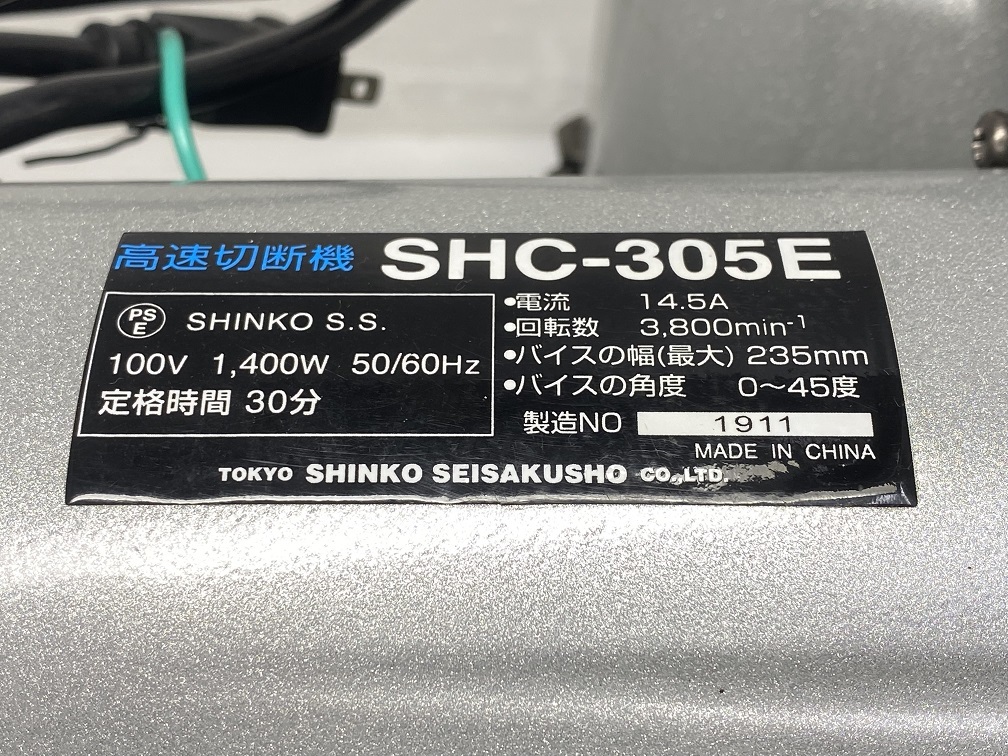 高速切断機 SHC-305E
PS
E
SHINKO S.S.
100V 1,400W 50/60Hz
定格時間 30分
•電流 14.5A
•回転数 3,800min⁻¹
•バイスの幅(最大) 235mm
•バイスの角度 0〜45度
製造NO 1911
MADE IN CHINA
TOKYO SHINKO SEISAKUSHO CO.,LTD.